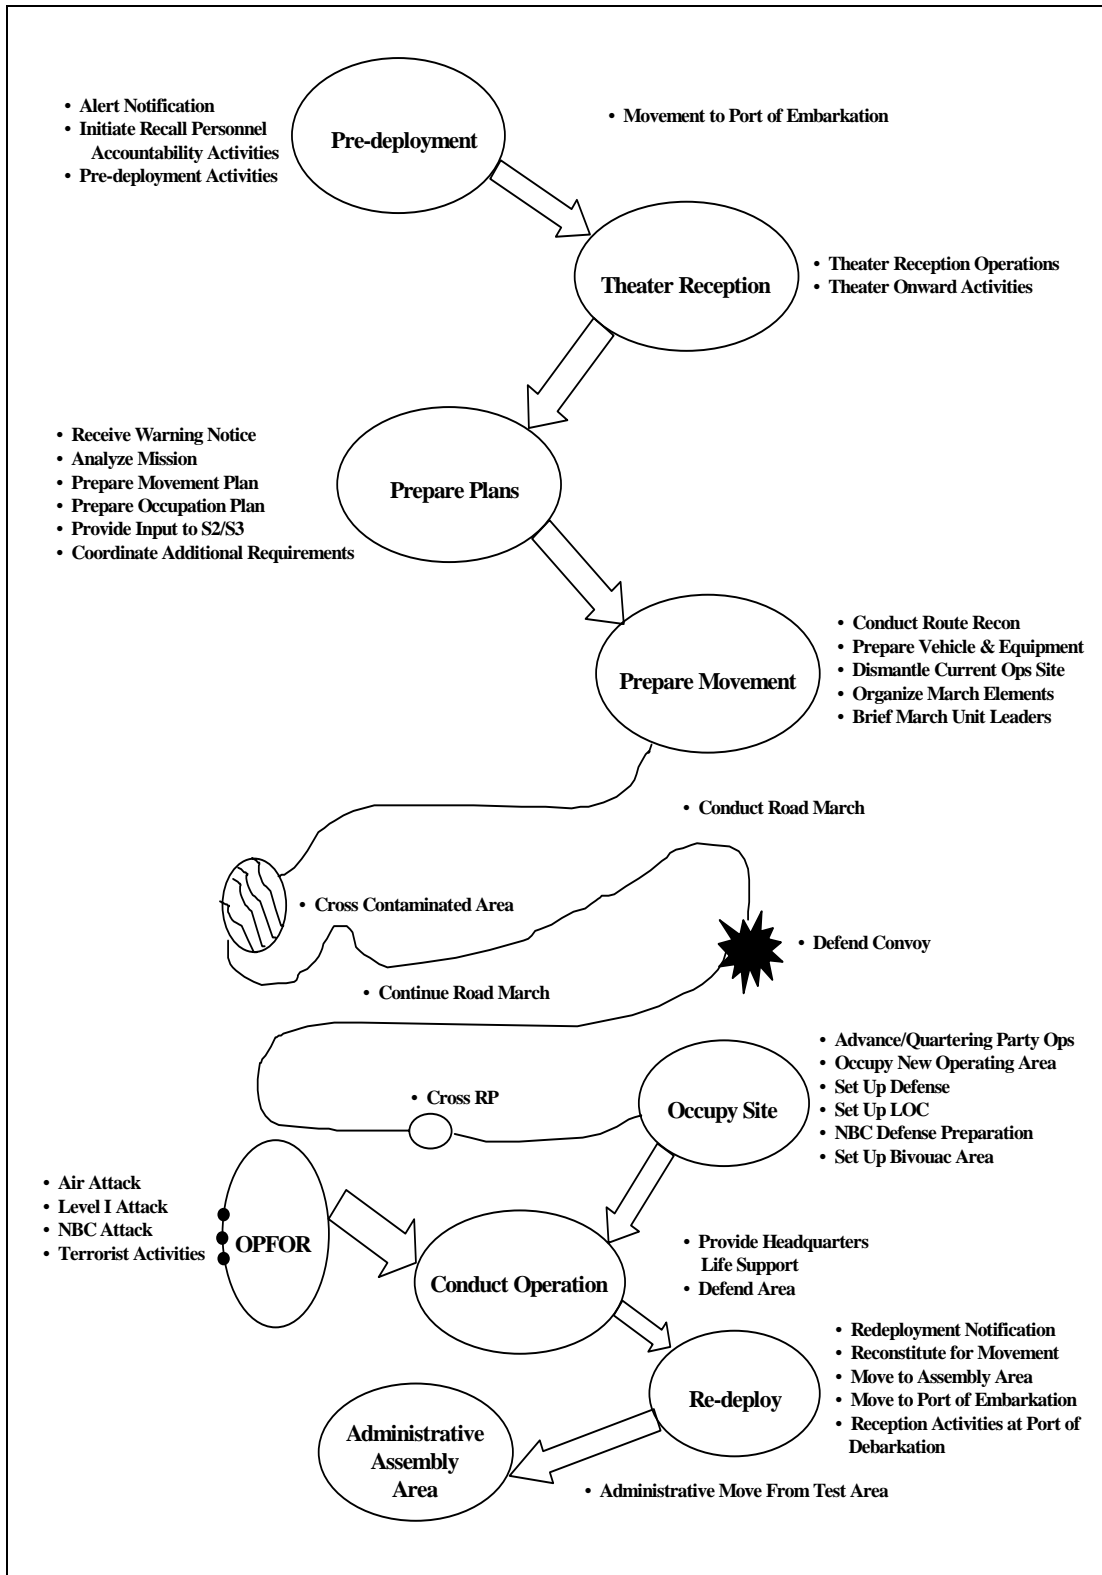 • Alert Notification
• Initiate Recall Personnel
Accountability Activities
• Pre-deployment Activities
Pre-deployment
• Movement to Port of Embarkation
Theater Reception
• Theater Reception Operations
• Theater Onward Activities
• Receive Warning Notice
• Analyze Mission
• Prepare Movement Plan
• Prepare Occupation Plan
• Provide Input to S2/S3
• Coordinate Additional Requirements
Prepare Plans
Prepare Movement
• Conduct Route Recon
• Prepare Vehicle & Equipment
• Dismantle Current Ops Site
• Organize March Elements
• Brief March Unit Leaders
• Conduct Road March
• Cross Contaminated Area
• Defend Convoy
• Continue Road March
• Cross RP
Occupy Site
• Advance/Quartering Party Ops
• Occupy New Operating Area
• Set Up Defense
• Set Up LOC
• NBC Defense Preparation
• Set Up Bivouac Area
• Air Attack
• Level I Attack
• NBC Attack
• Terrorist Activities
OPFOR
Conduct Operation
• Provide Headquarters
Life Support
• Defend Area
Re-deploy
• Redeployment Notification
• Reconstitute for Movement
• Move to Assembly Area
• Move to Port of Embarkation
• Reception Activities at Port of
Debarkation
Administrative
Assembly
Area
• Administrative Move From Test Area